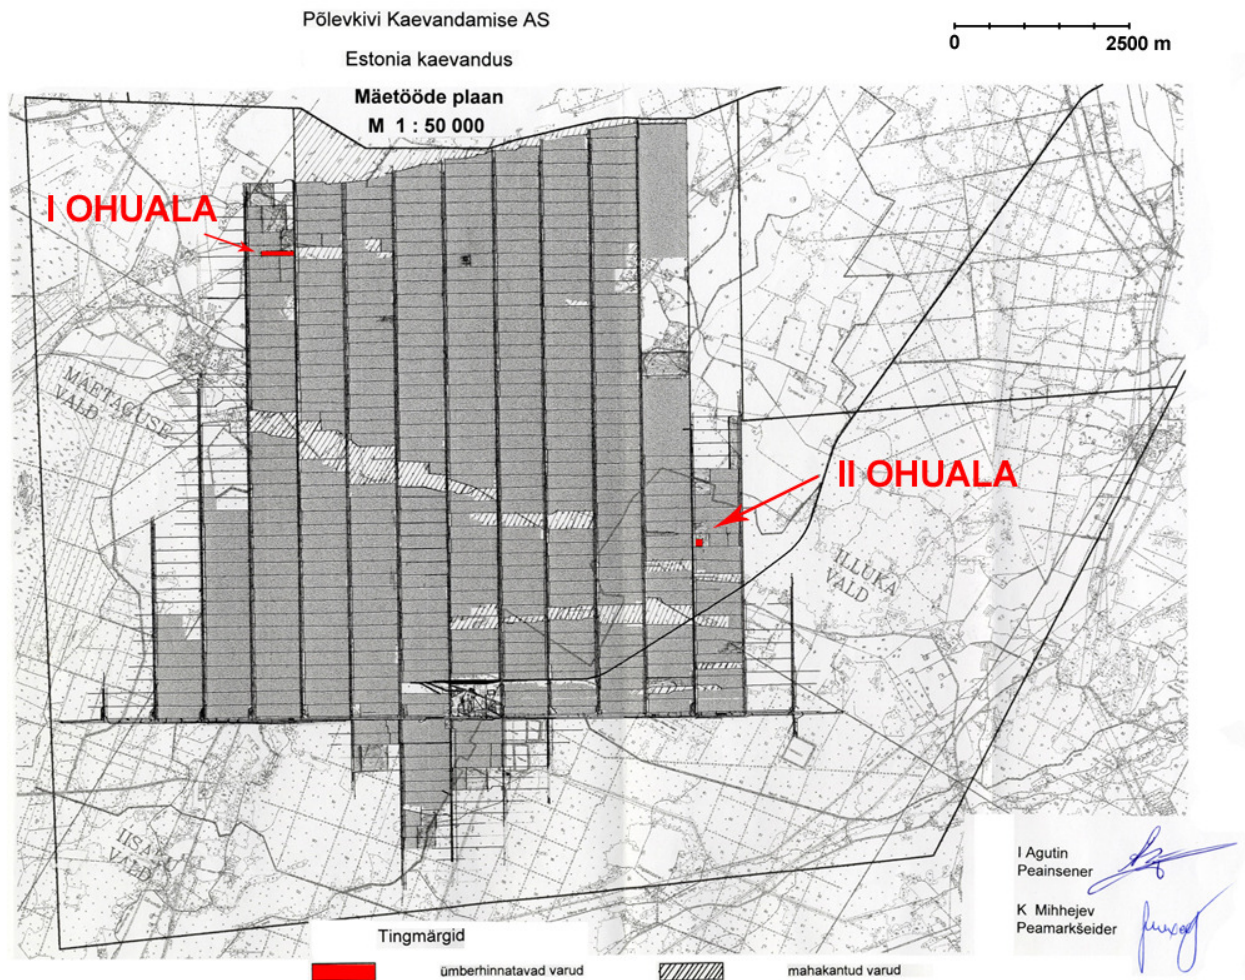 Põlevkivi Kaevandamise AS
Estonia kaevandus
Mäetööde plaan
M 1 : 50 000
0 2500 m
I OHUALA
MÄETAGUSE
VALD
II OHUALA
ILLUKA
VALD
IISAKU
VALD
I Agutin
Peainsener
K Mihhejev
Peamarkšeider
Tingmärgid
ümberhinnatavad varud
mahakantud varud